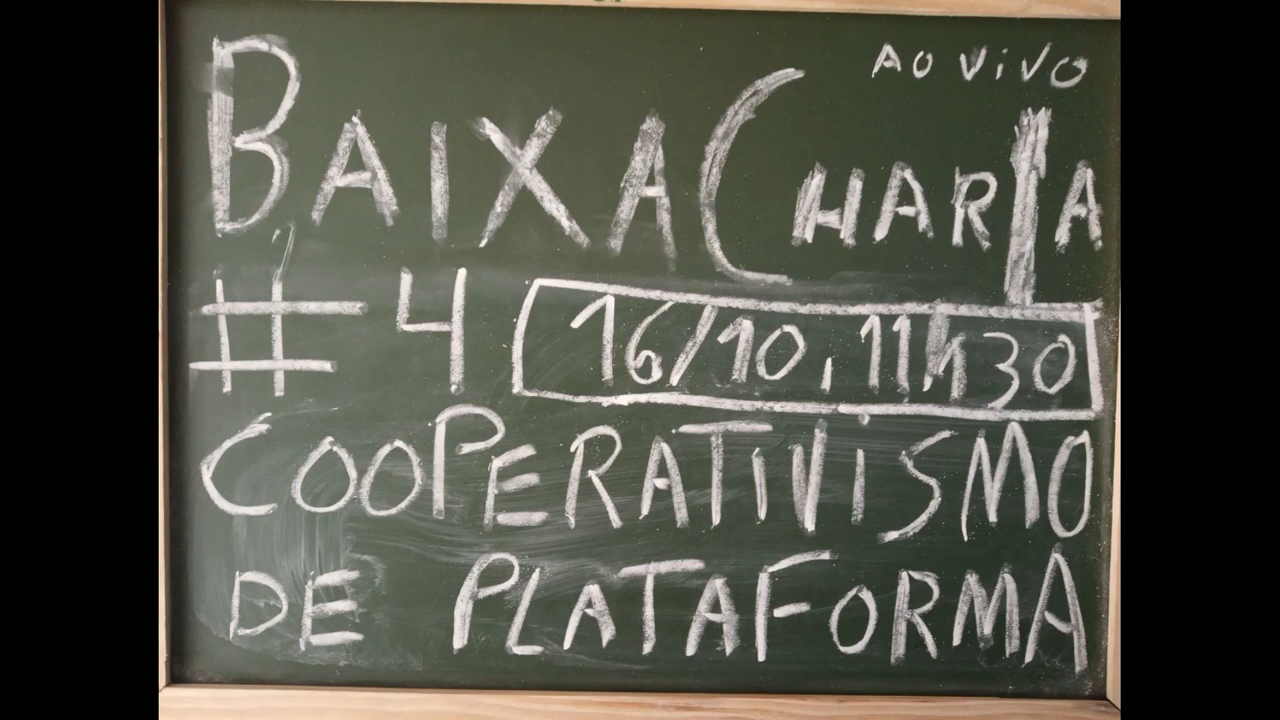 AO ViVO
BAIXACHARLA
#4 16/10, 11H30
COOPERATIVISMO
DE PLATAFORMA